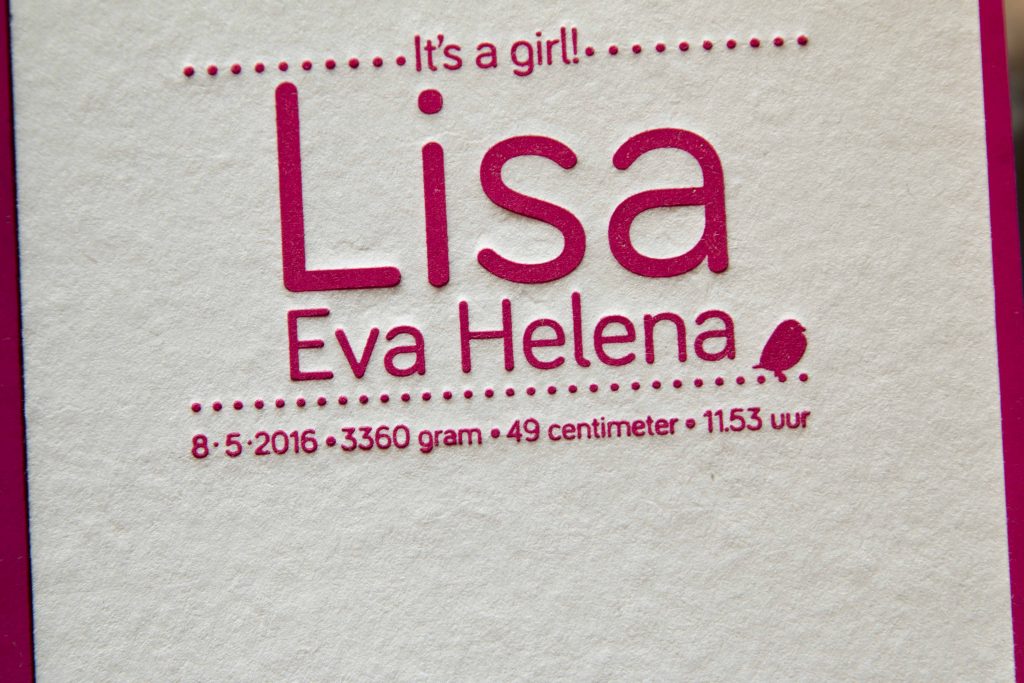 It's a girl!
Lisa
Eva Helena
8·5·2016 • 3360 gram • 49 centimeter • 11.53 uur